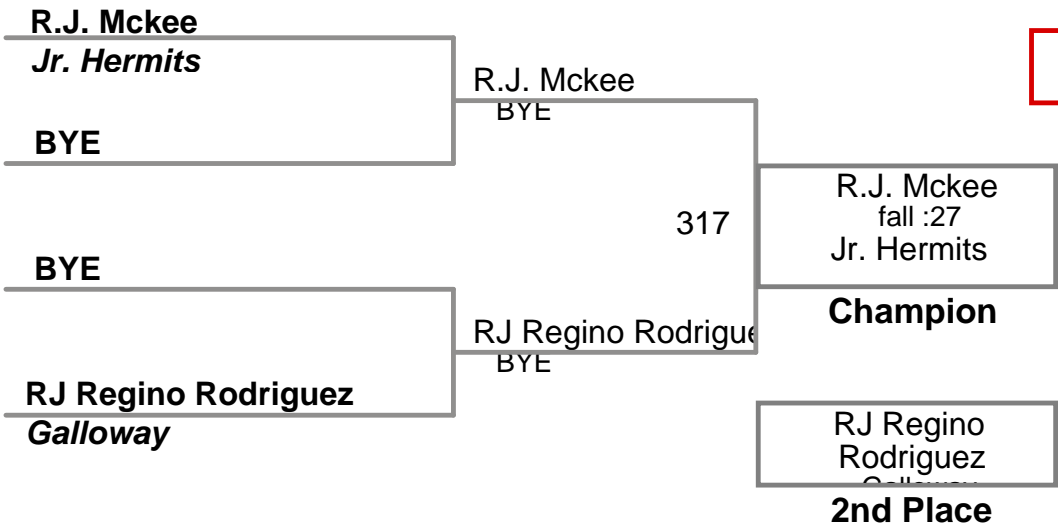 R.J. Mckee
Jr. Hermits
BYE
BYE
RJ Regino Rodriguez
Galloway
R.J. Mckee
BYE
317
RJ Regino Rodrigue
BYE
R.J. Mckee
fall :27
Jr. Hermits
Champion
RJ Regino
Rodriguez
Galloway
2nd Place